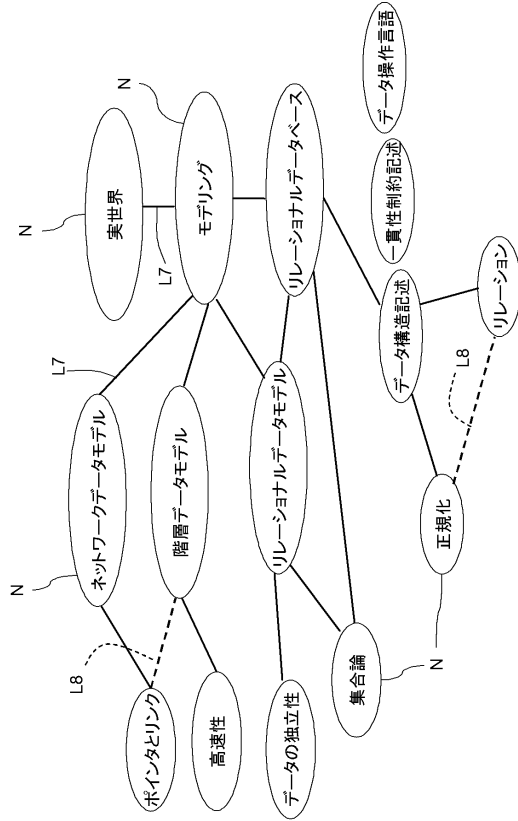 N
実世界
N
L7
モデリング
L7
N
ネットワークデータモデル
階層データモデル
L8
ポインタとリンク
高速性
リレーショナルデータベース
リレーショナルデータモデル
データの独立性
集合論
N
データ操作言語
一貫性制約記述
データ構造記述
リレーション
L8
正規化